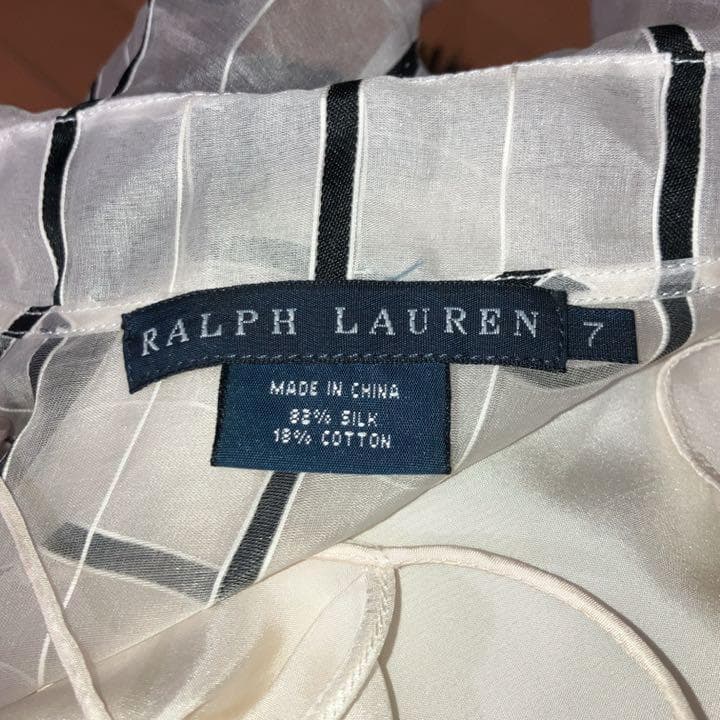 RALPH LAUREN
7
MADE IN CHINA
82% SILK
18% COTTON